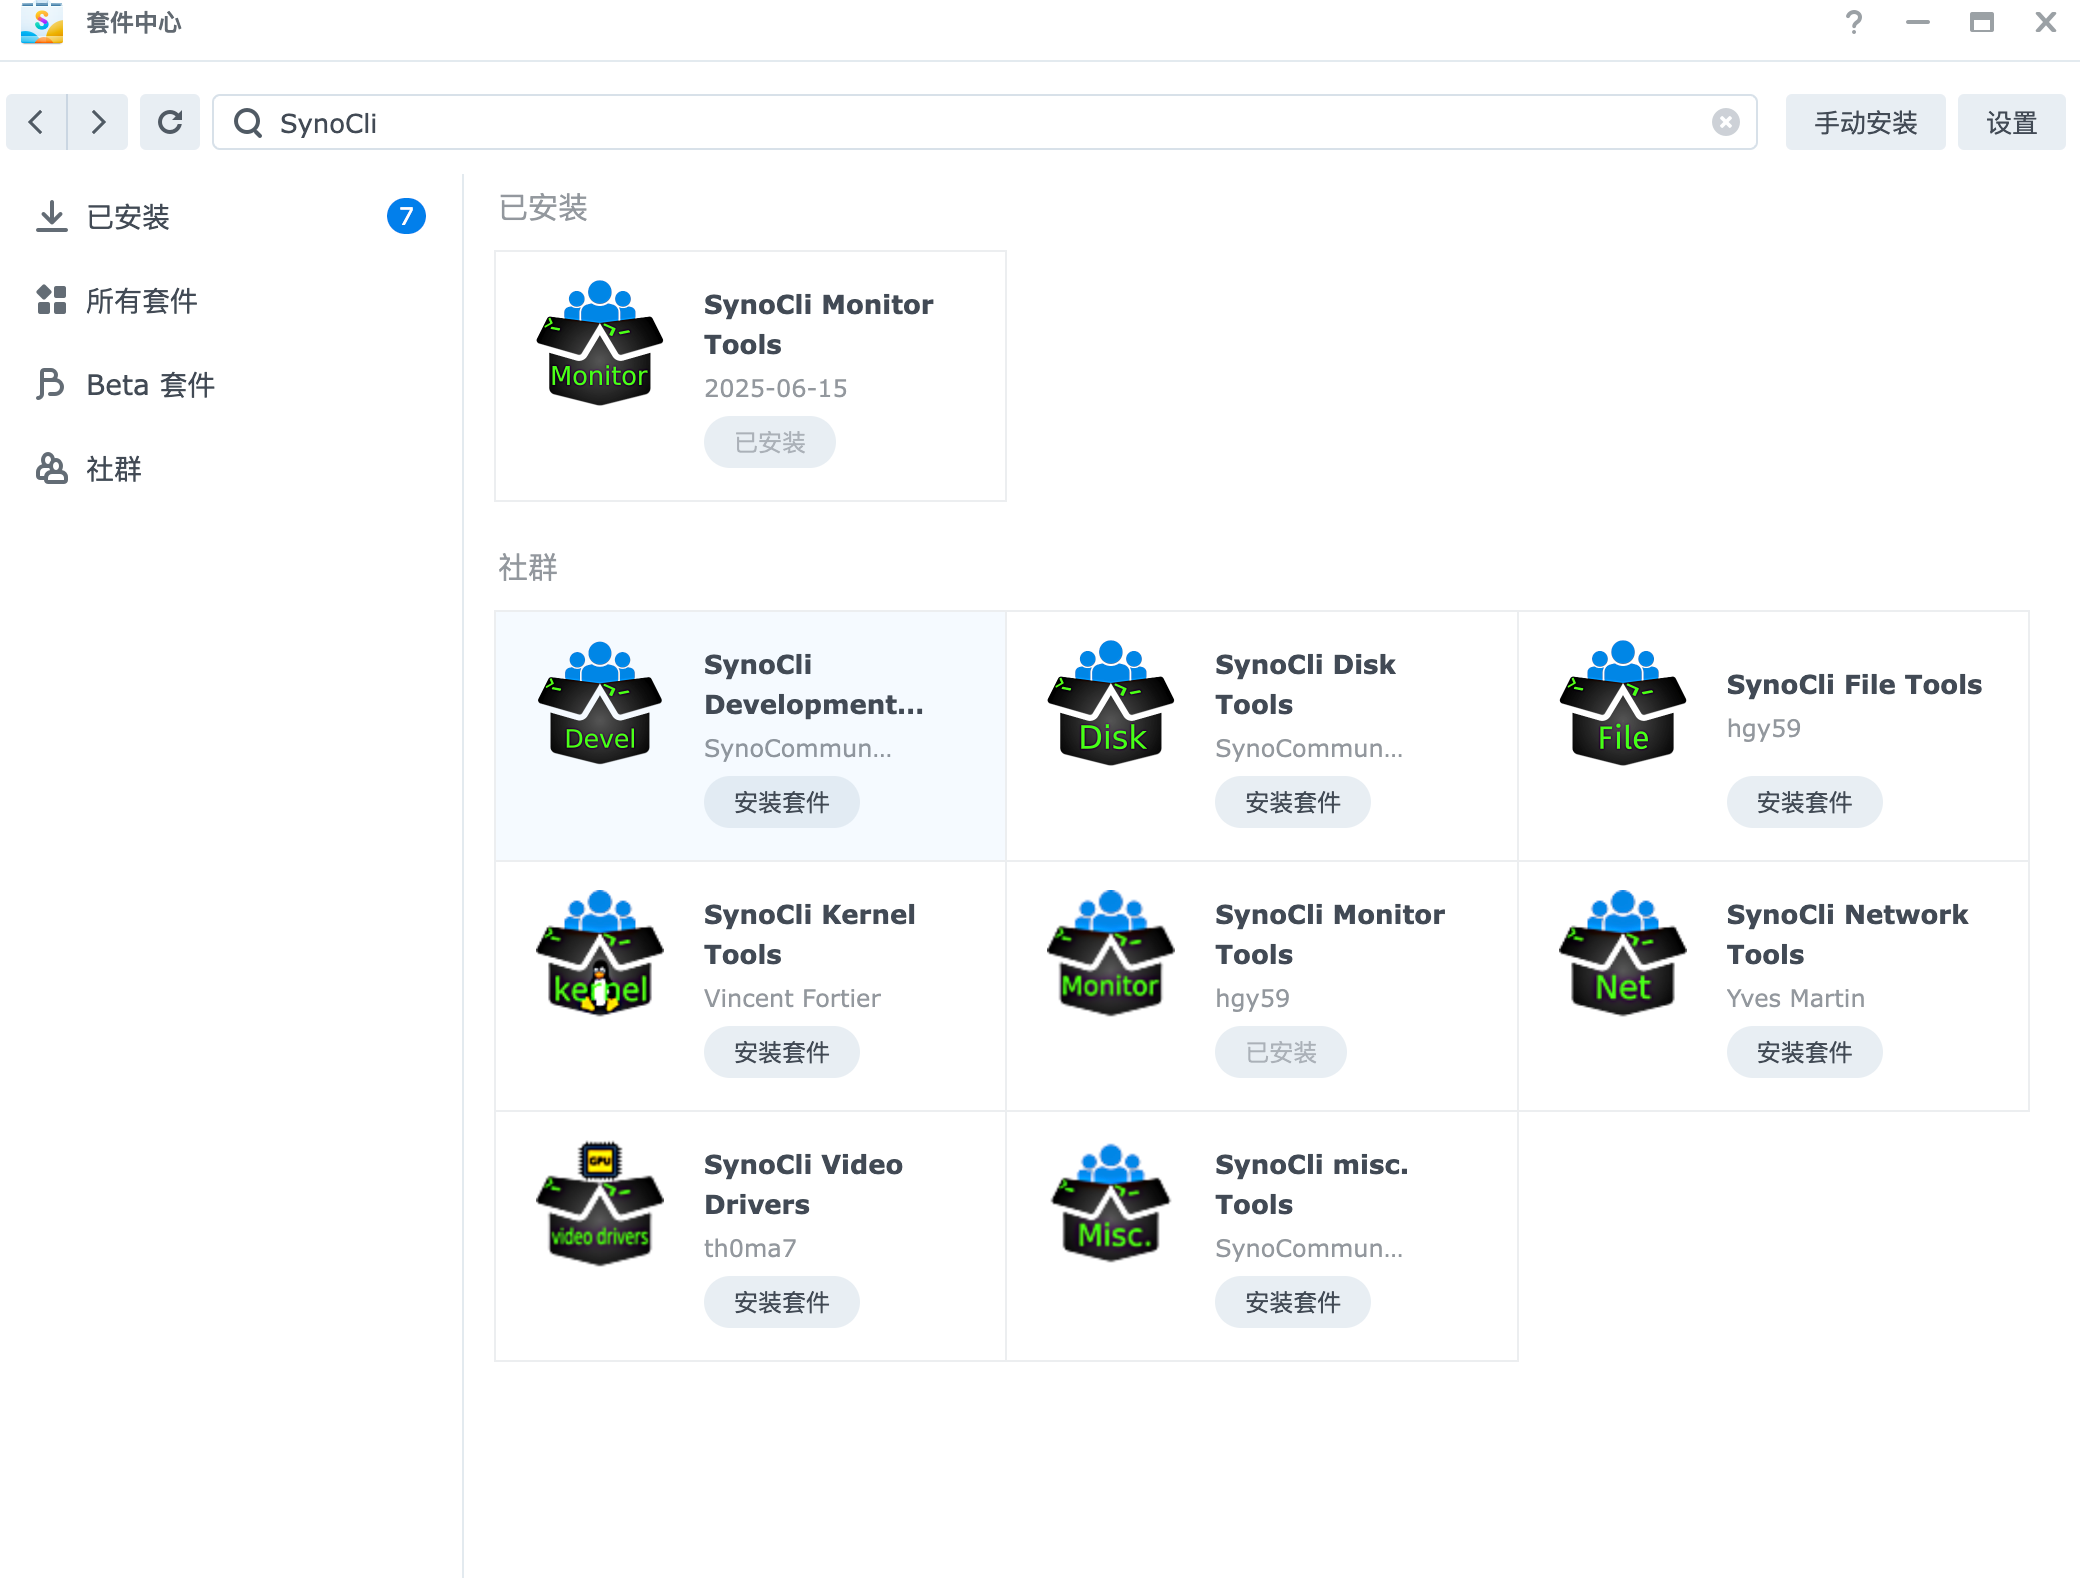 套件中心
SynoCli
手动安装
设置
已安装
7
所有套件
Beta 套件
社群
已安装
Monitor
SynoCli Monitor
Tools
2025-06-15
已安装
社群
Devel
SynoCli
Development...
SynoCommun...
安装套件
Disk
SynoCli Disk
Tools
SynoCommun...
安装套件
File
SynoCli File Tools
hgy59
安装套件
kernel
SynoCli Kernel
Tools
Vincent Fortier
安装套件
Monitor
SynoCli Monitor
Tools
hgy59
已安装
Net
SynoCli Network
Tools
Yves Martin
安装套件
GPU
video drivers
SynoCli Video
Drivers
th0ma7
安装套件
Misc.
SynoCli misc.
Tools
SynoCommun...
安装套件